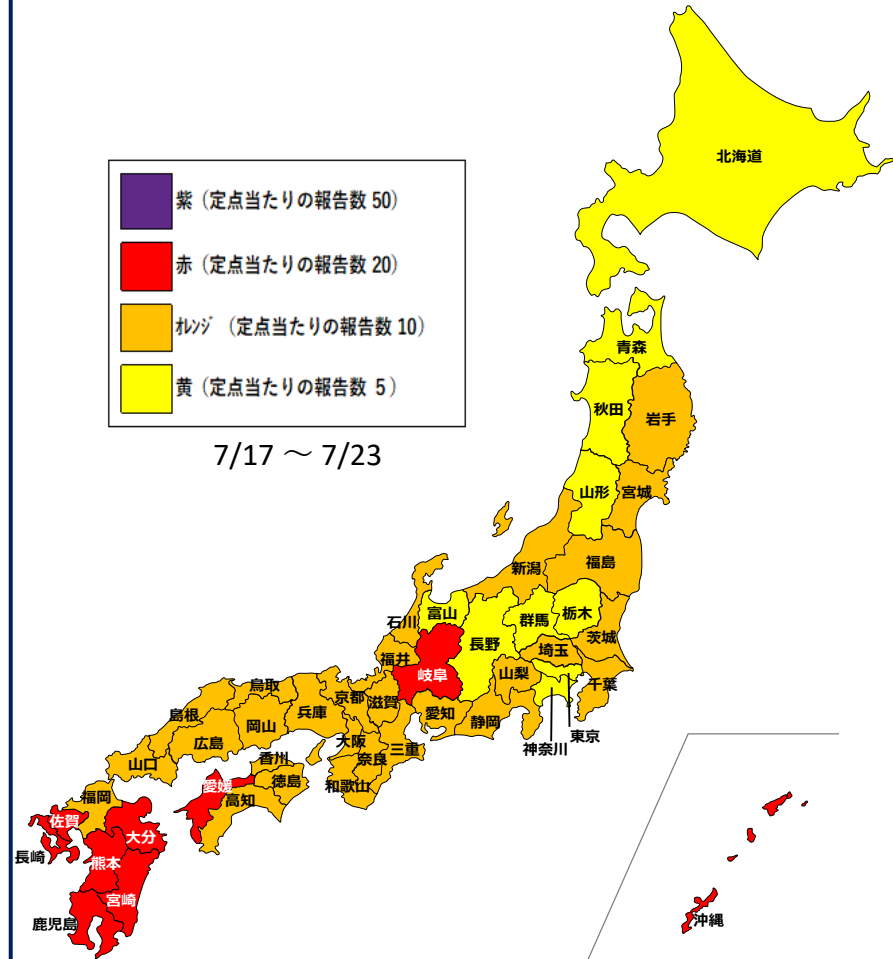 北海道
紫 (定点当たりの報告数 50)
赤 (定点当たりの報告数 20)
オレンジ (定点当たりの報告数 10)
黄 (定点当たりの報告数 5)
7/17 ～ 7/23
青森
秋田
岩手
山形
宮城
新潟
福島
石川
富山
群馬
栃木
長野
茨城
埼玉
福井
岐阜
山梨
千葉
鳥取
京都
滋賀
愛知
静岡
島根
岡山
兵庫
広島
大阪
三重
神奈川
東京
山口
香川
奈良
福岡
愛媛
徳島
和歌山
高知
佐賀
大分
長崎
熊本
宮崎
鹿児島
沖縄